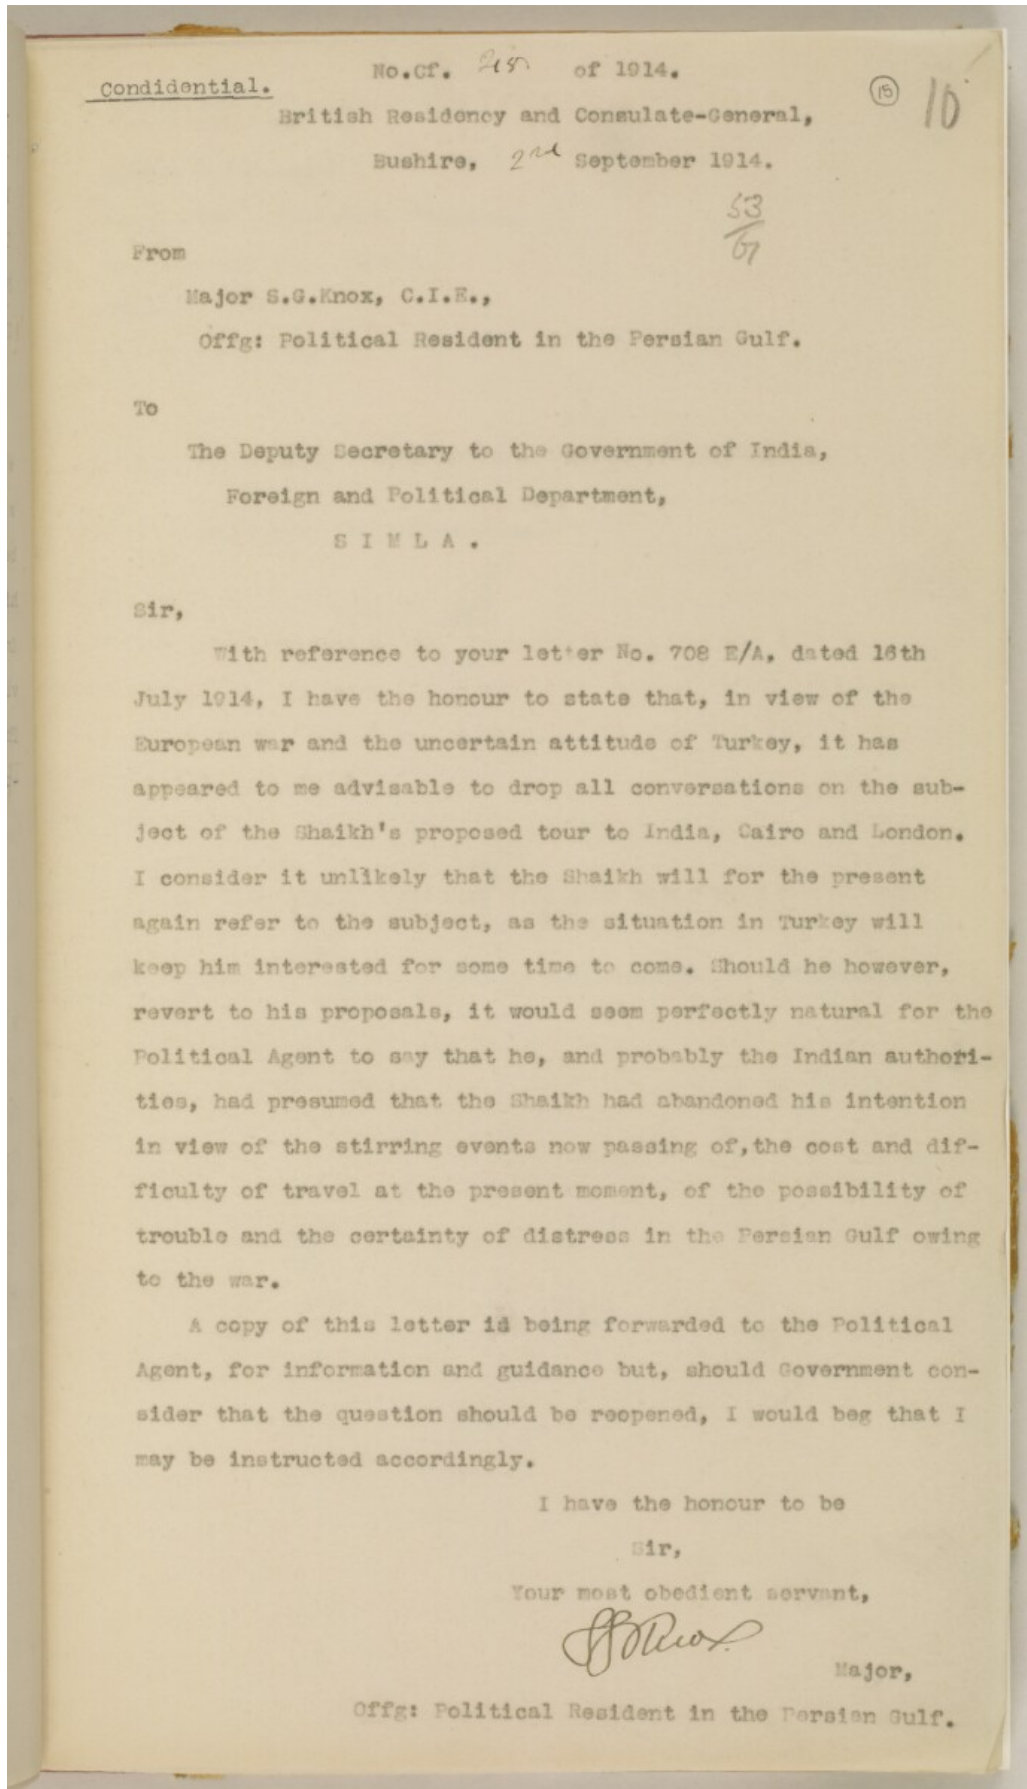 No.Cf. 218 of 1914.
Condidential.
15
10
British Residency and Consulate-General,
Bushire, 2nd September 1914.
53
67
From
Major S.G.Knox, C.I.E.,
Offg: Political Resident in the Persian Gulf.
To
The Deputy Secretary to the Government of India,
Foreign and Political Department,
S I M L A .
Sir,
With reference to your letter No. 708 E/A, dated 16th
July 1914, I have the honour to state that, in view of the
European war and the uncertain attitude of Turkey, it has
appeared to me advisable to drop all conversations on the sub-
ject of the Shaikh's proposed tour to India, Cairo and London.
I consider it unlikely that the Shaikh will for the present
again refer to the subject, as the situation in Turkey will
keep him interested for some time to come. Should he however,
revert to his proposals, it would seem perfectly natural for the
Political Agent to say that he, and probably the Indian authori-
ties, had presumed that the Shaikh had abandoned his intention
in view of the stirring events now passing of,the cost and dif-
ficulty of travel at the present moment, of the possibility of
trouble and the certainty of distress in the Persian Gulf owing
to the war.
A copy of this letter is being forwarded to the Political
Agent, for information and guidance but, should Government con-
sider that the question should be reopened, I would beg that I
may be instructed accordingly.
I have the honour to be
Sir,
Your most obedient servant,
SGKnox.
Major,
Offg: Political Resident in the Persian Gulf.